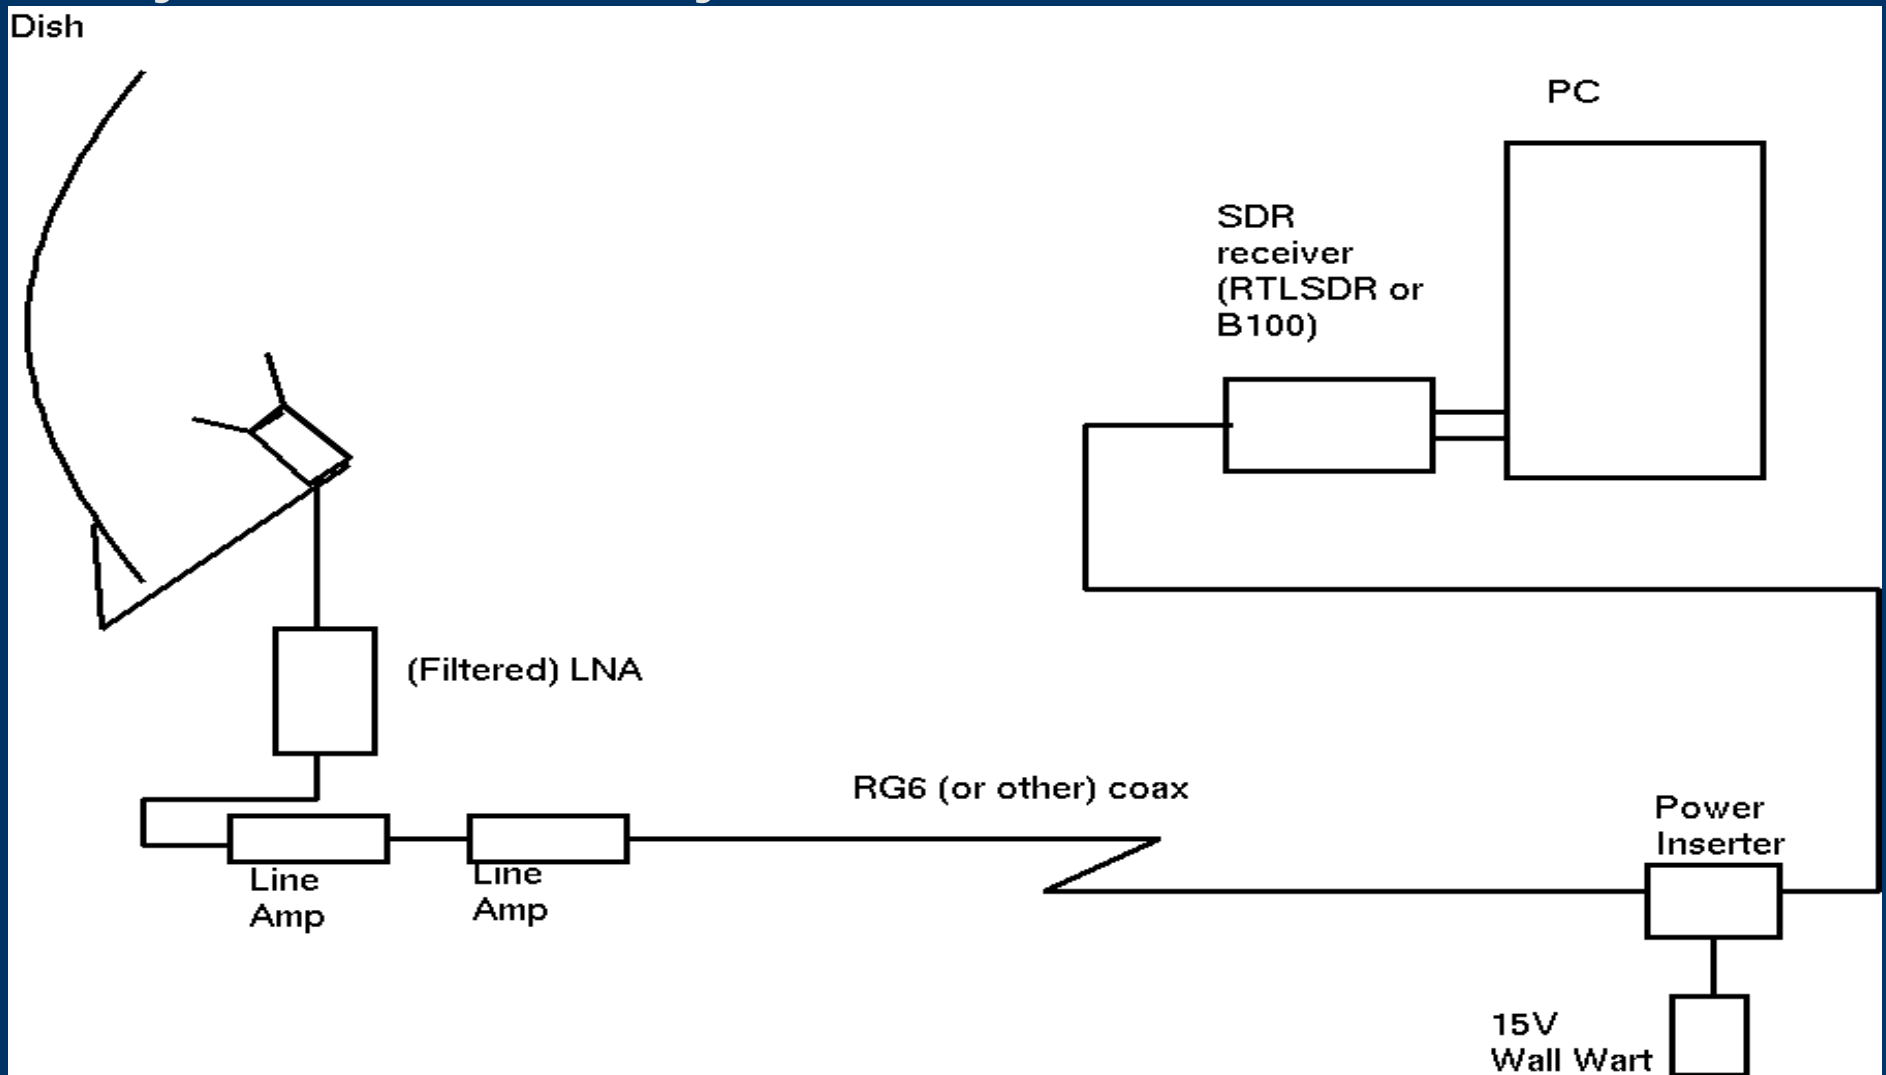 Dish
PC
SDR
receiver
(RTLSDR or
B100)
(Filtered) LNA
RG6 (or other) coax
Power
Inserter
Line
Amp
Line
Amp
15V
Wall Wart